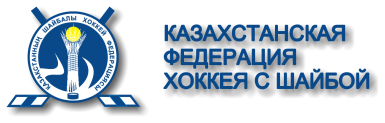 ҚАЗАҚСТАННЫҢ ШАЙБАЛЫ ХОККЕЙ ФЕДЕРАЦИЯСЫ
КАЗАХСТАНСКАЯ
ФЕДЕРАЦИЯ
ХОККЕЯ С ШАЙБОЙ